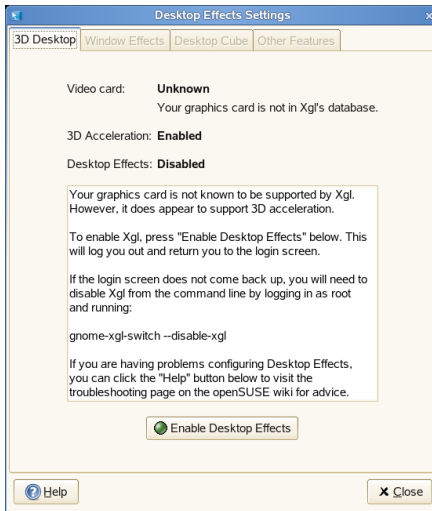 Desktop Effects Settings
3D Desktop Window Effects Desktop Cube Other Features
Video card: Unknown
Your graphics card is not in Xgl's database.
3D Acceleration: Enabled
Desktop Effects: Disabled
Your graphics card is not known to be supported by Xgl.
However, it does appear to support 3D acceleration.
To enable Xgl, press "Enable Desktop Effects" below. This
will log you out and return you to the login screen.
If the login screen does not come back up, you will need to
disable Xgl from the command line by logging in as root
and running:
gnome-xgl-switch --disable-xgl
If you are having problems configuring Desktop Effects,
you can click the "Help" button below to visit the
troubleshooting page on the openSUSE wiki for advice.
Enable Desktop Effects
Help Close